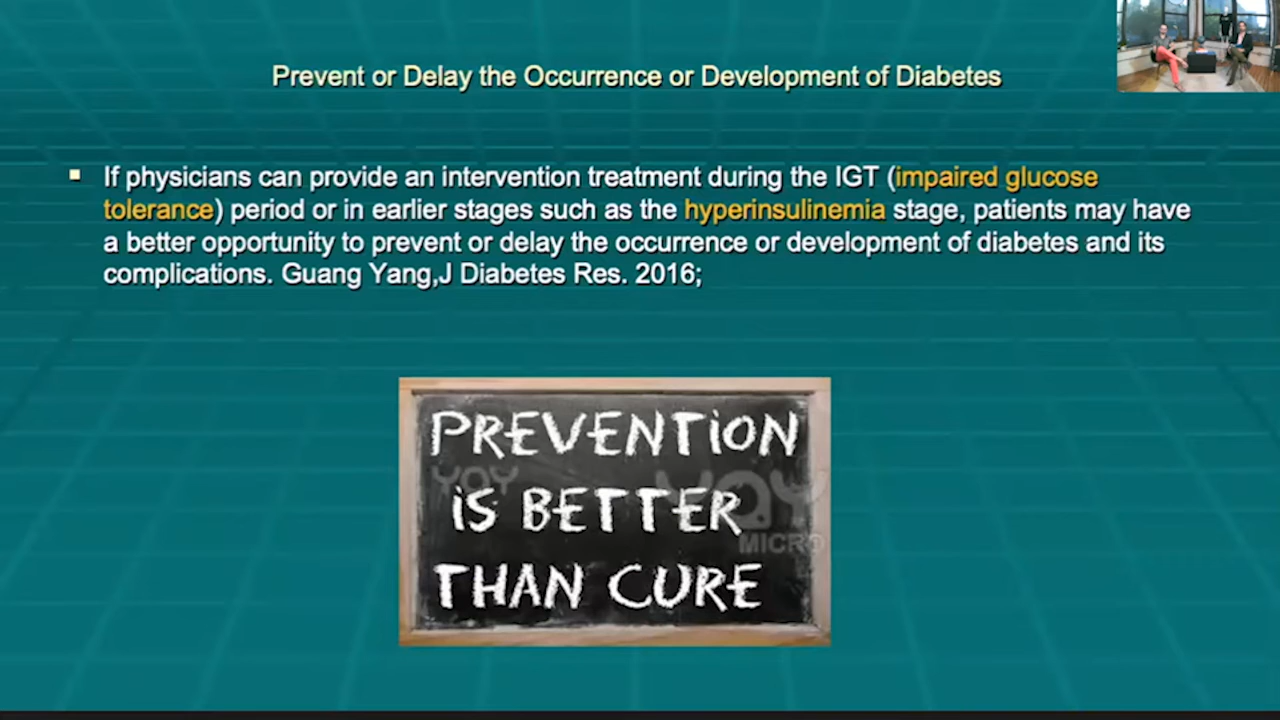 Prevent or Delay the Occurrence or Development of Diabetes
If physicians can provide an intervention treatment during the IGT (impaired glucose
tolerance) period or in earlier stages such as the hyperinsulinemia stage, patients may have
a better opportunity to prevent or delay the occurrence or development of diabetes and its
complications. Guang Yang,J Diabetes Res. 2016;
PREVENTiON
iS BETTER
THAN CURE
YAY
YAY
MICRO